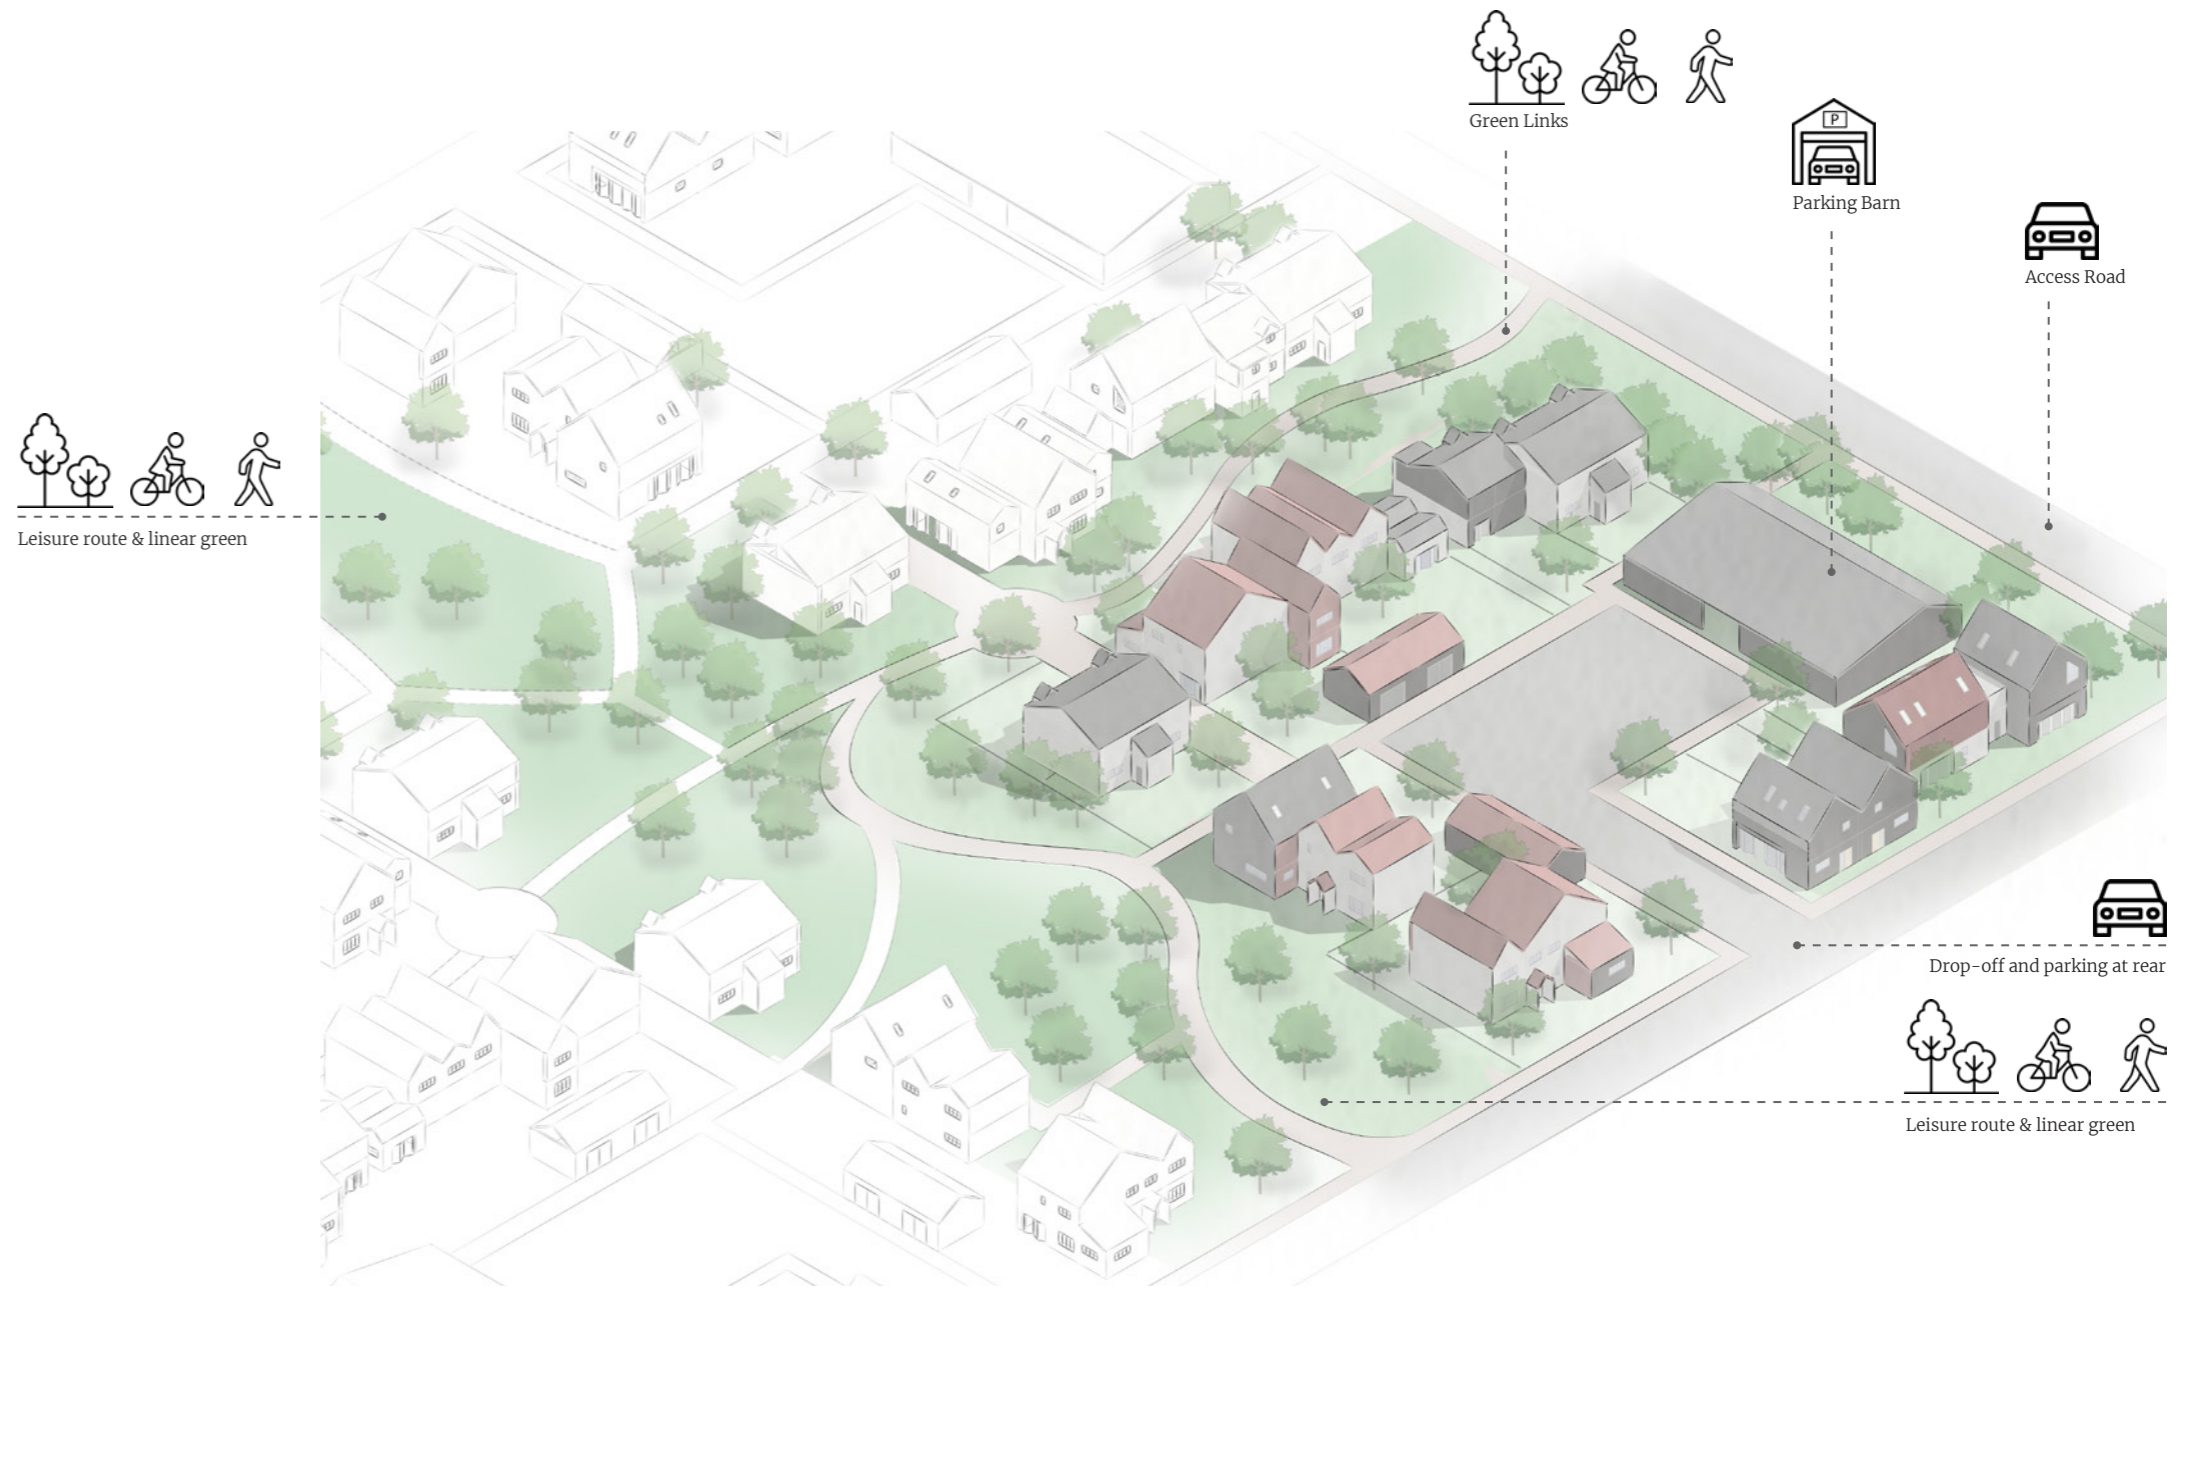 Green Links
P
Parking Barn
Access Road
Leisure route & linear green
Drop-off and parking at rear
Leisure route & linear green